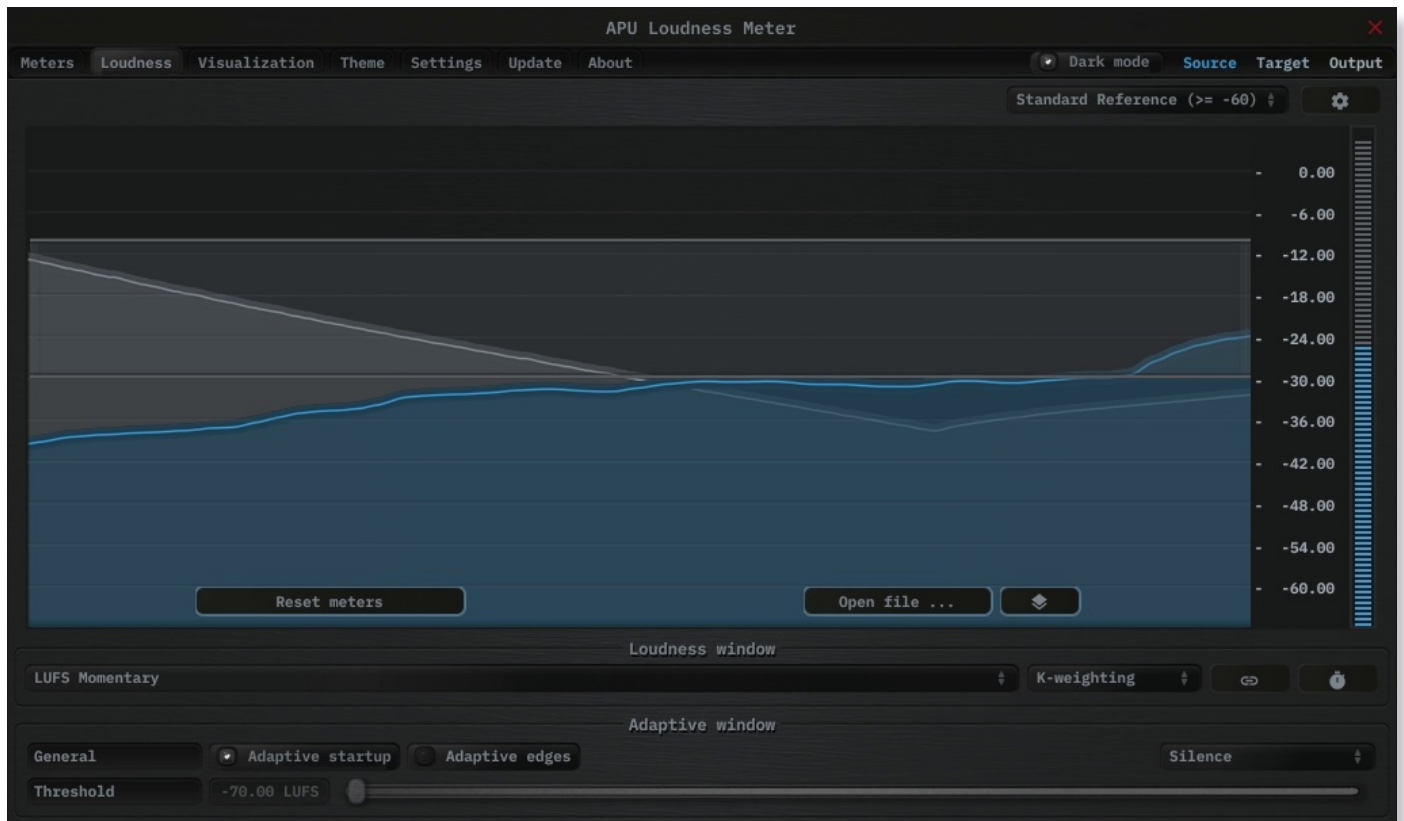 APU Loudness Meter
Meters Loudness Visualization Theme Settings Update About Dark mode Source Target Output
Standard Reference (>= -60)
- 0.00
- -6.00
- -12.00
- -18.00
- -24.00
- -30.00
- -36.00
- -42.00
- -48.00
- -54.00
- -60.00
Reset meters Open file ...
Loudness window
LUFS Momentary K-weighting
Adaptive window
General Adaptive startup Adaptive edges Silence
Threshold -70.00 LUFS